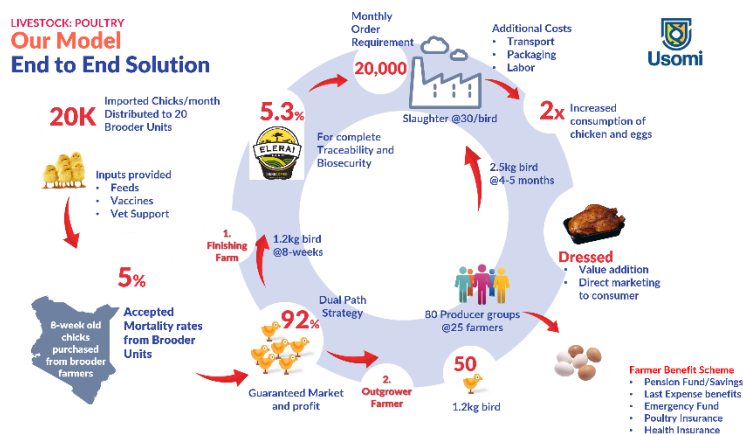 LIVESTOCK: POULTRY
Our Model
End to End Solution
20K
Imported Chicks/month
Distributed to 20
Brooder Units
Inputs provided
• Feeds
• Vaccines
• Vet Support
5%
Accepted
Mortality rates
from Brooder
Units
8-week old
chicks
purchased
from brooder
farmers
1.
Finishing
Farm
1.2kg bird
@8-weeks
92%
Dual Path
Strategy
Guaranteed Market
and profit
2.
Outgrower
Farmer
50
1.2kg bird
80 Producer groups
@25 farmers
2.5kg bird
@4-5 months
5.3%
ELERAI
For complete
Traceability and
Biosecurity
Monthly
Order
Requirement
20,000
Slaughter @30/bird
Additional Costs
• Transport
• Packaging
• Labor
2x
Increased
consumption of
chicken and eggs
Dressed
• Value addition
• Direct marketing
to consumer
Usomi
Farmer Benefit Scheme
• Pension Fund/Savings
• Last Expense benefits
• Emergency Fund
• Poultry Insurance
• Health Insurance